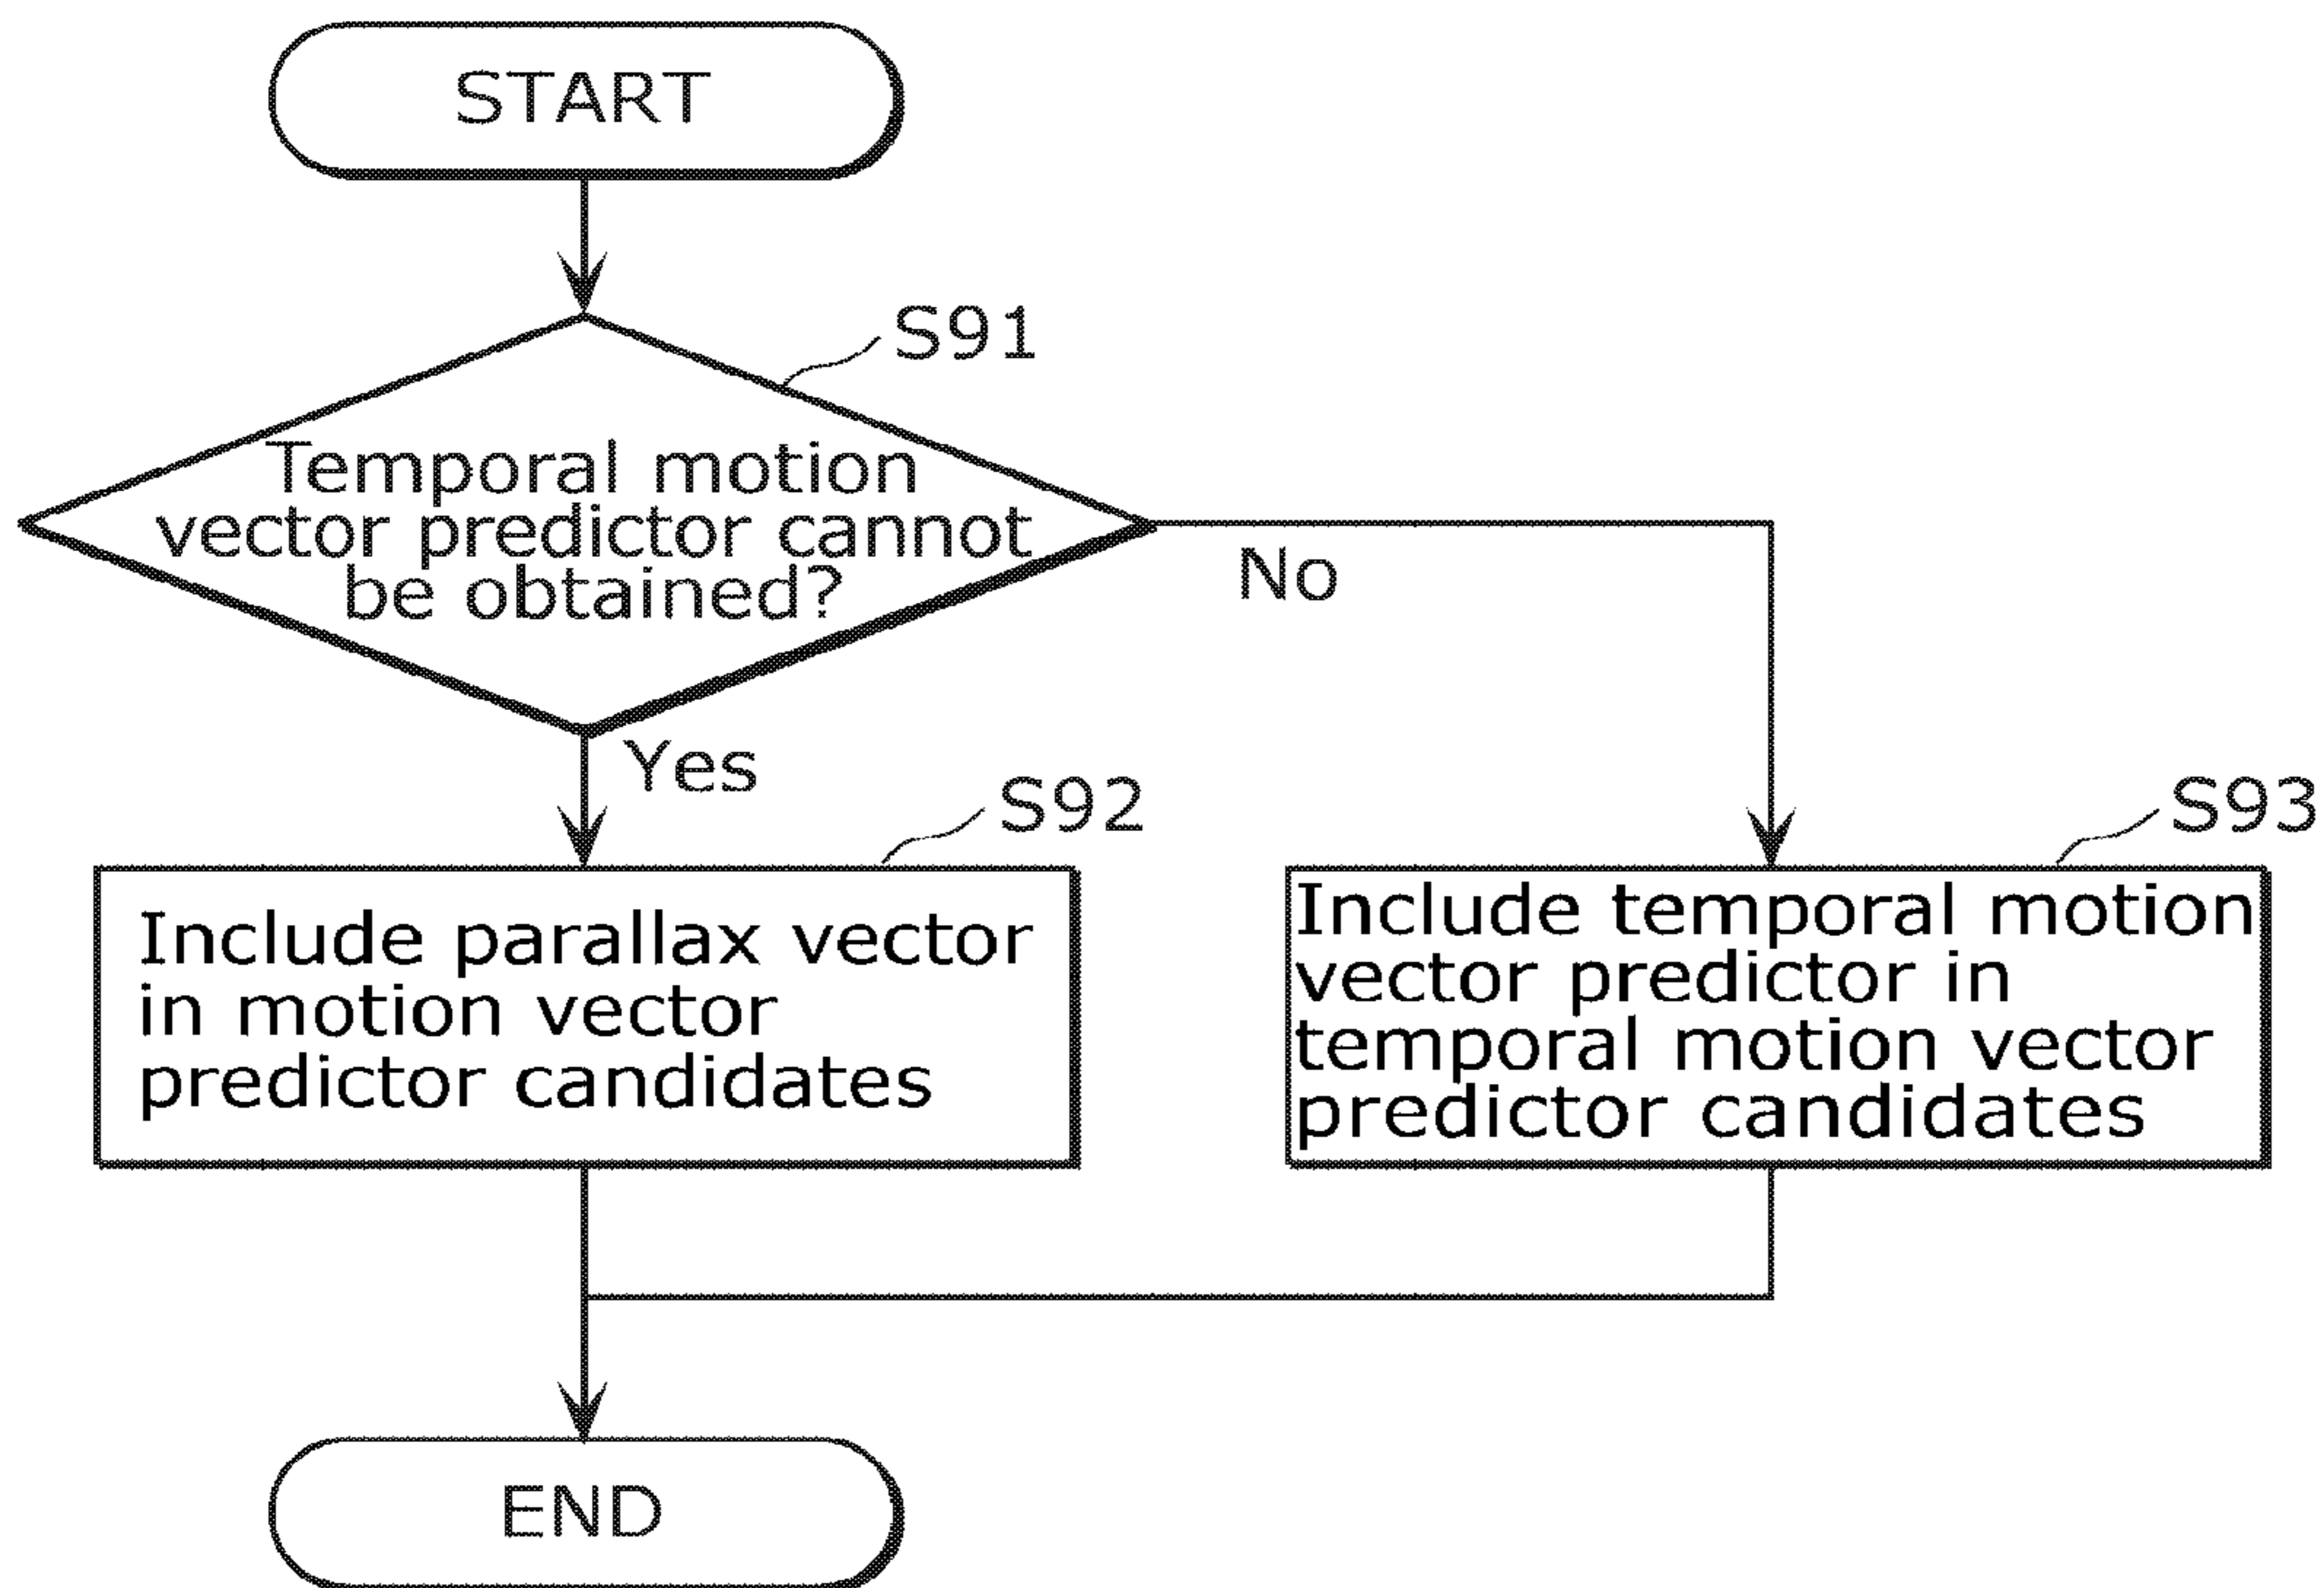 START
S91
Temporal motion
vector predictor cannot
be obtained?
No
Yes
S92
Include parallax vector
in motion vector
predictor candidates
S93
Include temporal motion
vector predictor in
temporal motion vector
predictor candidates
END